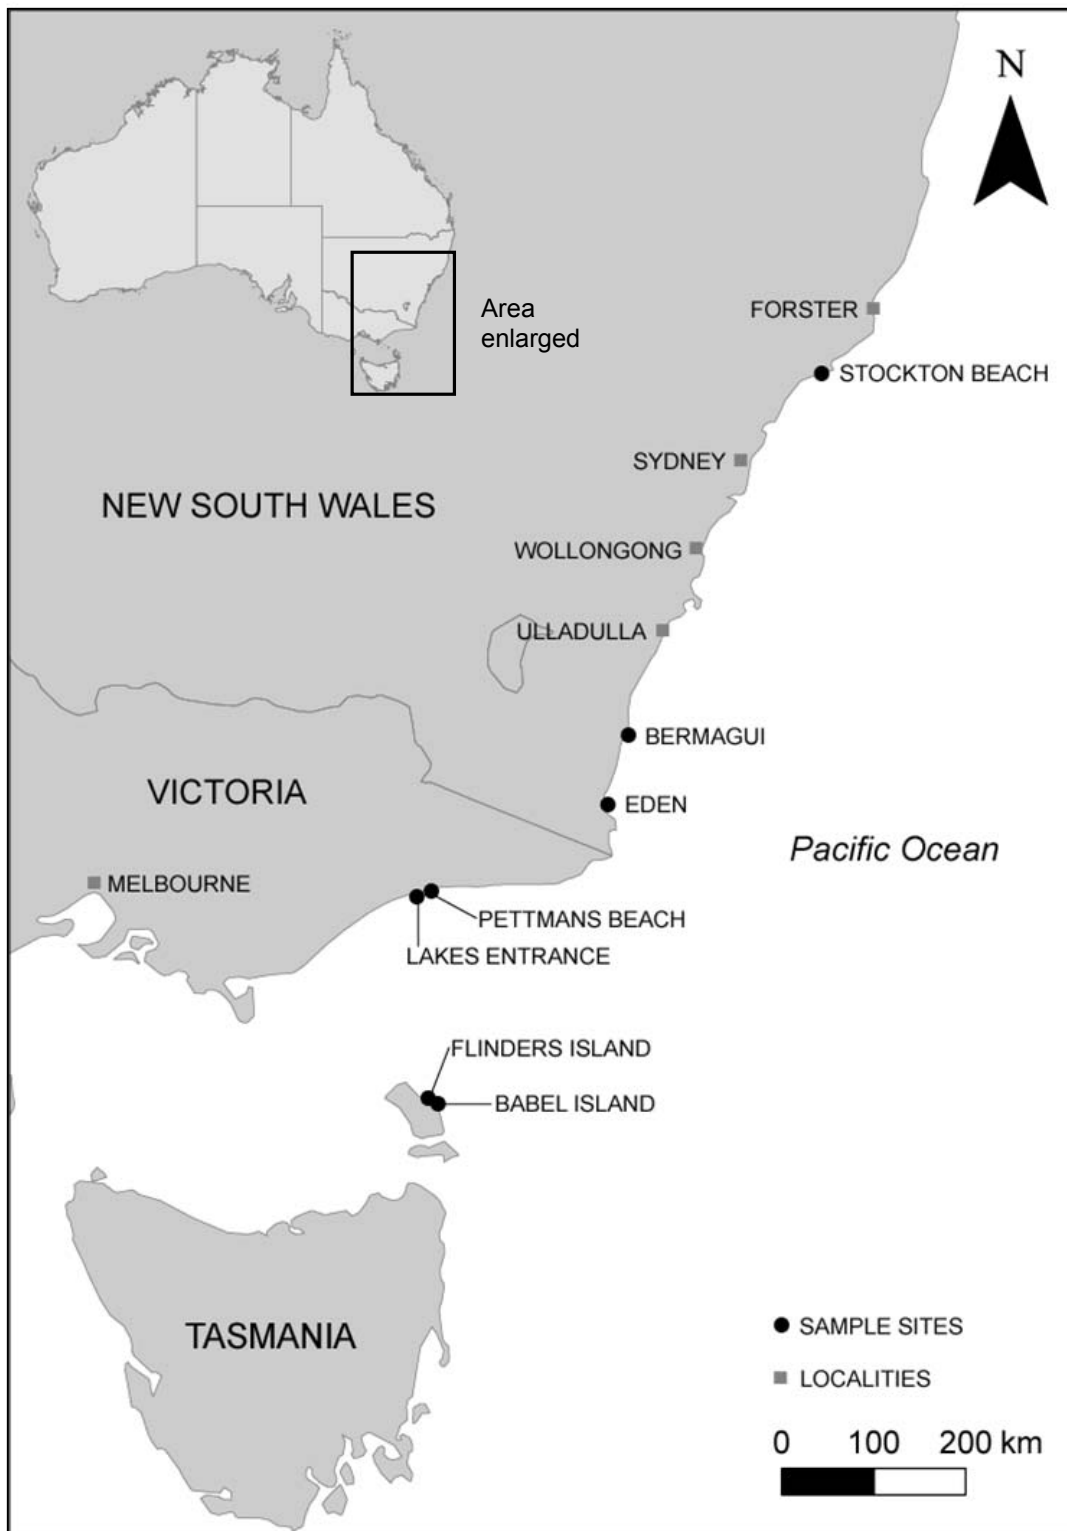 N
Area
enlarged
FORSTER
STOCKTON BEACH
SYDNEY
NEW SOUTH WALES
WOLLONGONG
ULLADULLA
BERMAGUI
VICTORIA
EDEN
Pacific Ocean
MELBOURNE
PETTMANS BEACH
LAKES ENTRANCE
FLINDERS ISLAND
BABEL ISLAND
TASMANIA
SAMPLE SITES
LOCALITIES
0 100 200 km